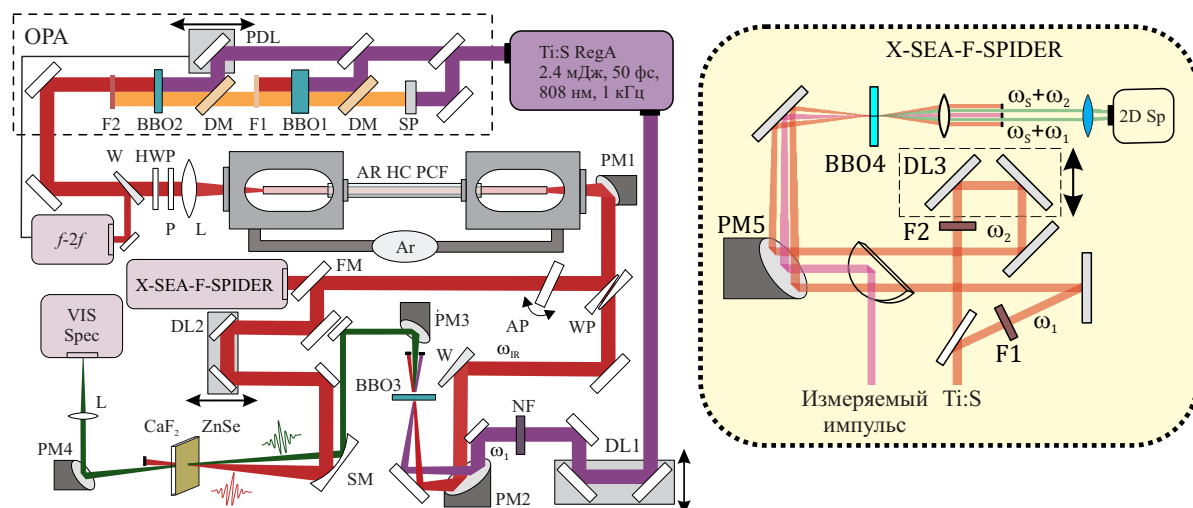 OPA
PDL
Ti:S RegA
2.4 мДж, 50 фс,
808 нм, 1 кГц
F2
BBO2
DM
F1
BBO1
DM
SP
W
HWP
P
L
AR HC PCF
PM1
f-2f
Ar
X-SEA-F-SPIDER
FM
AP
WP
VIS
Spec
DL2
PM3
W
ωIR
BBO3
L
NF
CaF2
ZnSe
PM4
SM
ω1
PM2
DL1
X-SEA-F-SPIDER
ωS+ω2
2D Sp
BBO4
ωS+ω1
DL3
PM5
F2
ω2
ω1
F1
Измеряемый
импульс
Ti:S